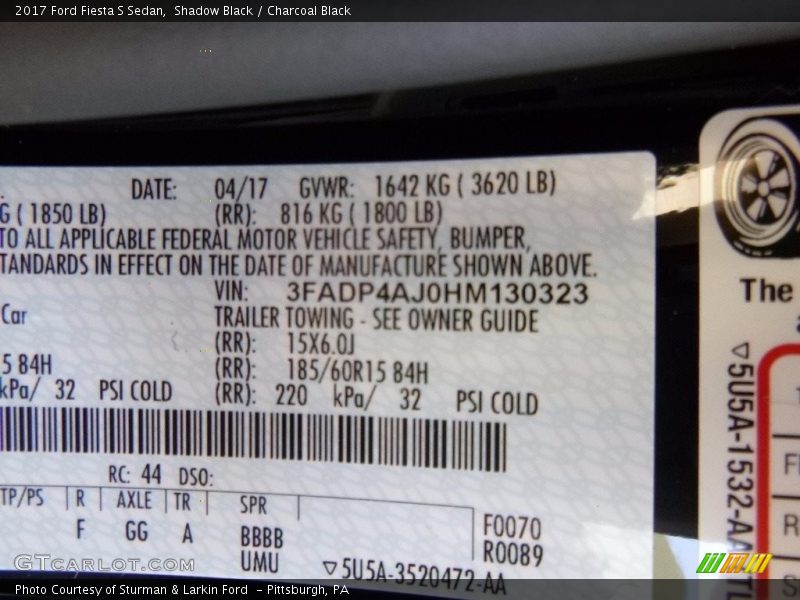 2017 Ford Fiesta S Sedan,  Shadow Black / Charcoal Black
DATE: 04/17 GVWR: 1642 KG ( 3620 LB)
G ( 1850 LB) (RR): 816 KG ( 1800 LB)
TO ALL APPLICABLE FEDERAL MOTOR VEHICLE SAFETY, BUMPER,
TANDARDS IN EFFECT ON THE DATE OF MANUFACTURE SHOWN ABOVE.
VIN: 3FADP4AJ0HM130323
Car TRAILER TOWING - SEE OWNER GUIDE
(RR): 15X6.0J
5 84H (RR): 185/60R15 84H
kPa/ 32 PSI COLD (RR): 220 kPa/ 32 PSI COLD
RC: 44 DSO:
TP/PS R AXLE TR SPR
F GG A BBBB
UMU
F0070
R0089
▽5U5A-3520472-AA
The
▽5U5A-1532-AA
GTCARLOT.COM
Photo Courtesy of Sturman & Larkin Ford  - Pittsburgh, PA